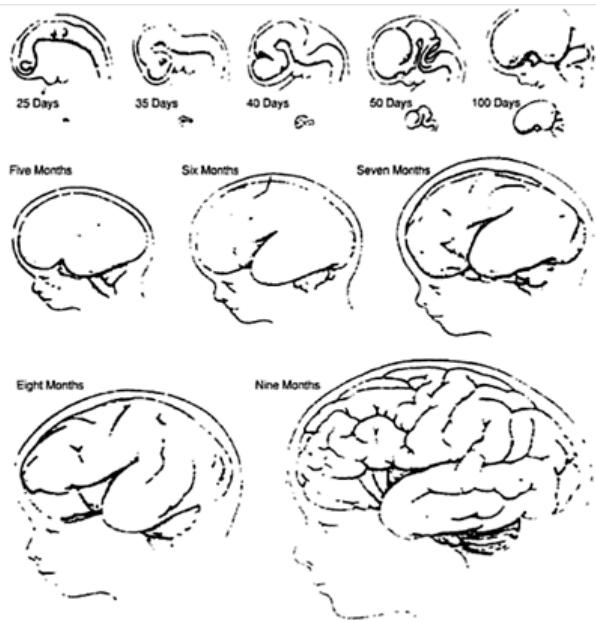 25 Days
35 Days
40 Days
50 Days
100 Days
Five Months
Six Months
Seven Months
Eight Months
Nine Months